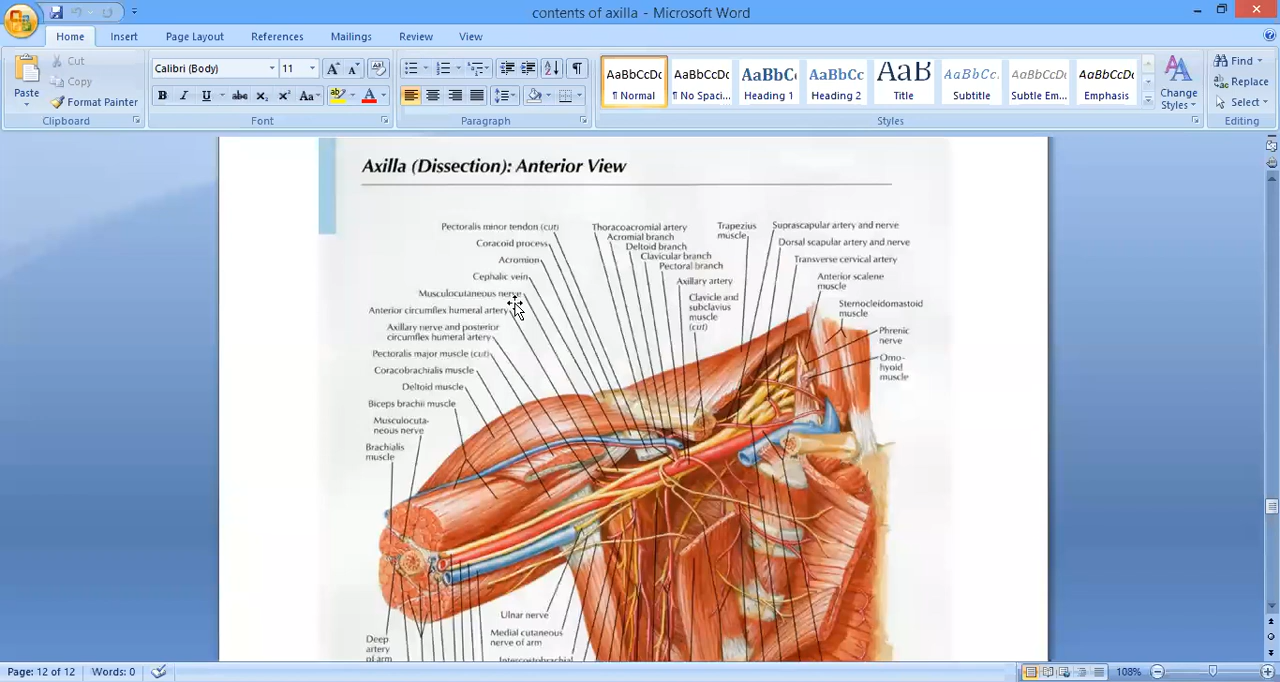 contents of axilla - Microsoft Word
Home Insert Page Layout References Mailings Review View
Paste
Cut
Copy
Format Painter
Clipboard
Calibri (Body) 11
Font
Paragraph
AaBbCcDc AaBbCcDc AaBbC AaBbCc AaB AaBbCc. AaBbCcDc AaBbCcDc
¶ Normal ¶ No Spaci... Heading 1 Heading 2 Title Subtitle Subtle Em... Emphasis
Change
Styles
Styles
Find
Replace
Select
Editing
Axilla (Dissection): Anterior View
Pectoralis minor tendon (cut)
Coracoid process
Acromion
Cephalic vein
Musculocutaneous nerve
Anterior circumflex humeral artery
Axillary nerve and posterior
circumflex humeral artery
Pectoralis major muscle (cut)
Coracobrachialis muscle
Deltoid muscle
Biceps brachii muscle
Musculocuta-
neous nerve
Brachialis
muscle
Thoracoacromial artery
Acromial branch
Deltoid branch
Clavicular branch
Pectoral branch
Axillary artery
Clavicle and
subclavius
muscle
(cut)
Trapezius
muscle
Suprascapular artery and nerve
Dorsal scapular artery and nerve
Transverse cervical artery
Anterior scalene
muscle
Sternocleidomastoid
muscle
Phrenic
nerve
Omo-
hyoid
muscle
Ulnar nerve
Medial cutaneous
nerve of arm
Intercostobrachial
Deep
artery
of arm
Page: 12 of 12 Words: 0 108%